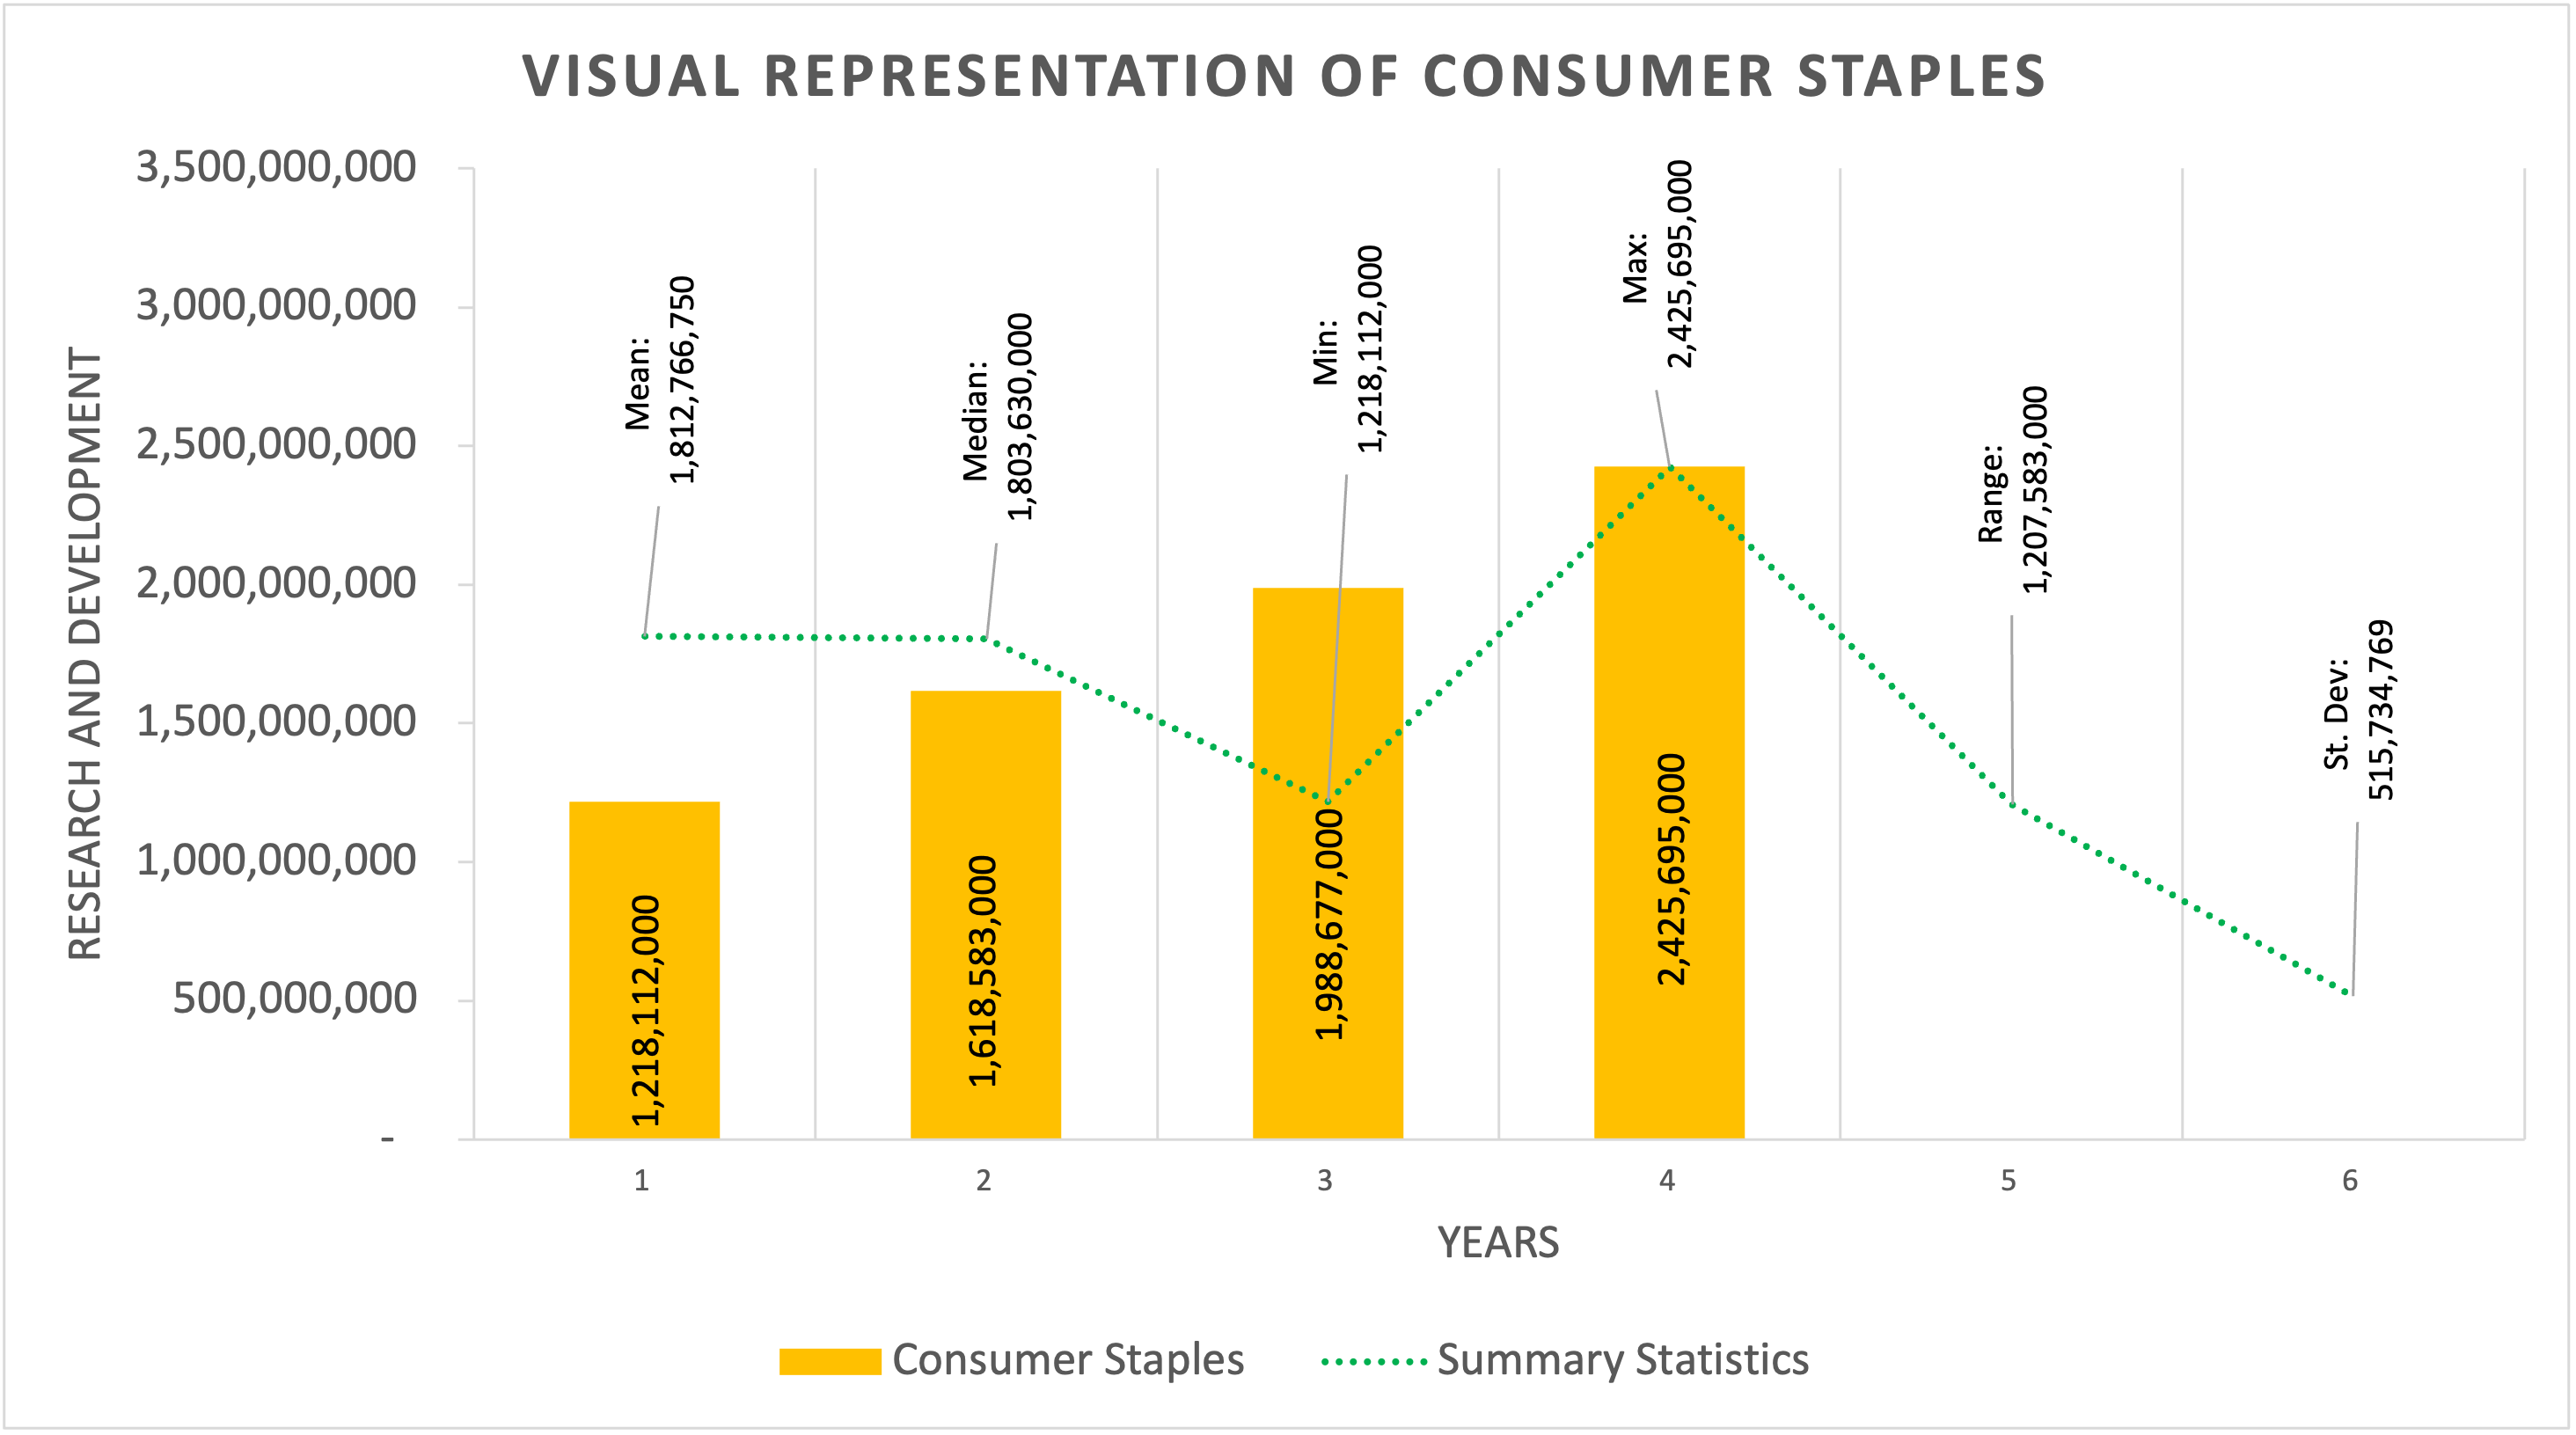 VISUAL REPRESENTATION OF CONSUMER STAPLES
RESEARCH AND DEVELOPMENT
3,500,000,000
3,000,000,000
2,500,000,000
2,000,000,000
1,500,000,000
1,000,000,000
500,000,000
-
Mean:
1,812,766,750
Median:
1,803,630,000
Min:
1,218,112,000
Max:
2,425,695,000
Range:
1,207,583,000
St. Dev:
515,734,769
1,218,112,000
1,618,583,000
1,988,677,000
2,425,695,000
1 2 3 4 5 6
YEARS
Consumer Staples Summary Statistics